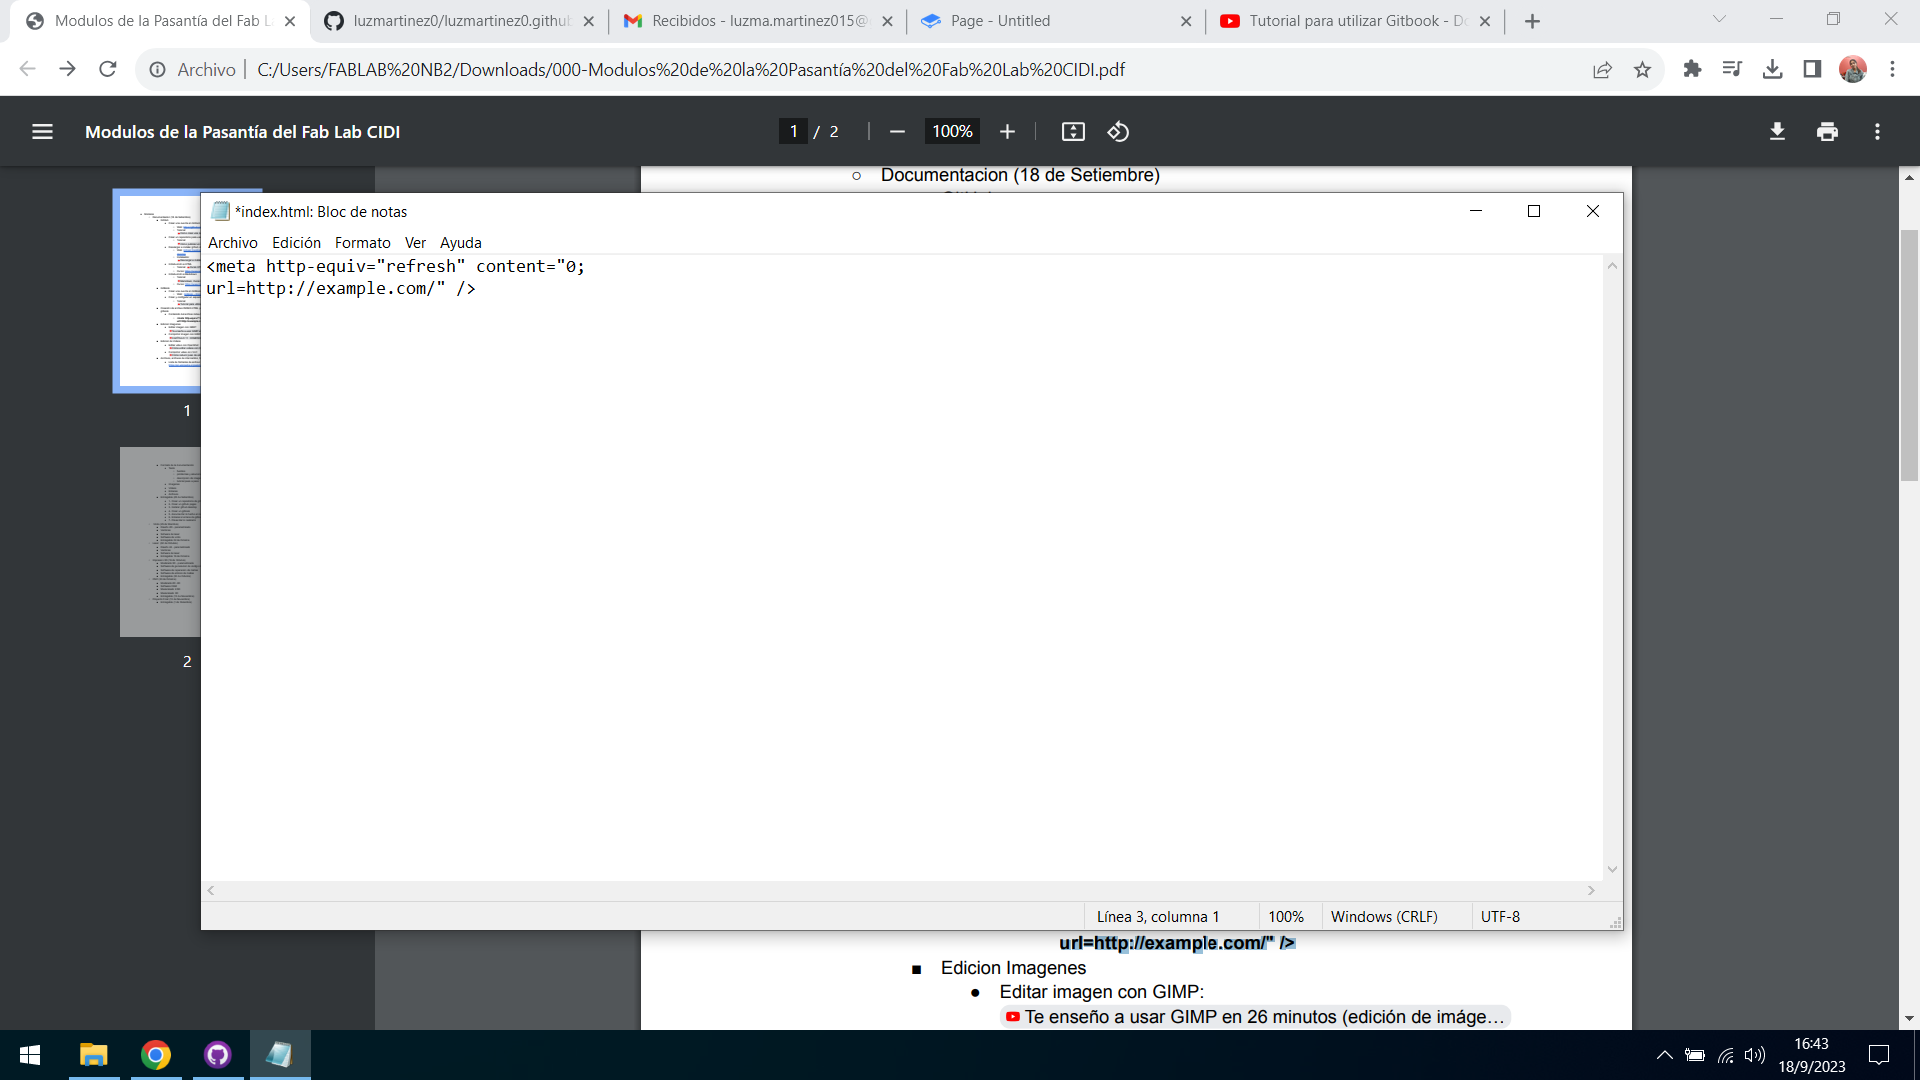 Modulos de la Pasantía del Fab L
luzmartinez0/luzmartinez0.githu
Recibidos - luzma.martinez015@
Page - Untitled
Tutorial para utilizar Gitbook - D
Archivo | C:/Users/FABLAB%20NB2/Downloads/000-Modulos%20de%20la%20Pasantía%20del%20Fab%20Lab%20CIDI.pdf
Modulos de la Pasantía del Fab Lab CIDI
1 / 2
100%
Documentacion (18 de Setiembre)
*index.html: Bloc de notas
Archivo Edición Formato Ver Ayuda
<meta http-equiv="refresh" content="0;
url=http://example.com/" />
1
2
Línea 3, columna 1
100%
Windows (CRLF)
UTF-8
url=http://example.com/" />
Edicion Imagenes
Editar imagen con GIMP:
Te enseño a usar GIMP en 26 minutos (edición de imáge…
16:43
18/9/2023